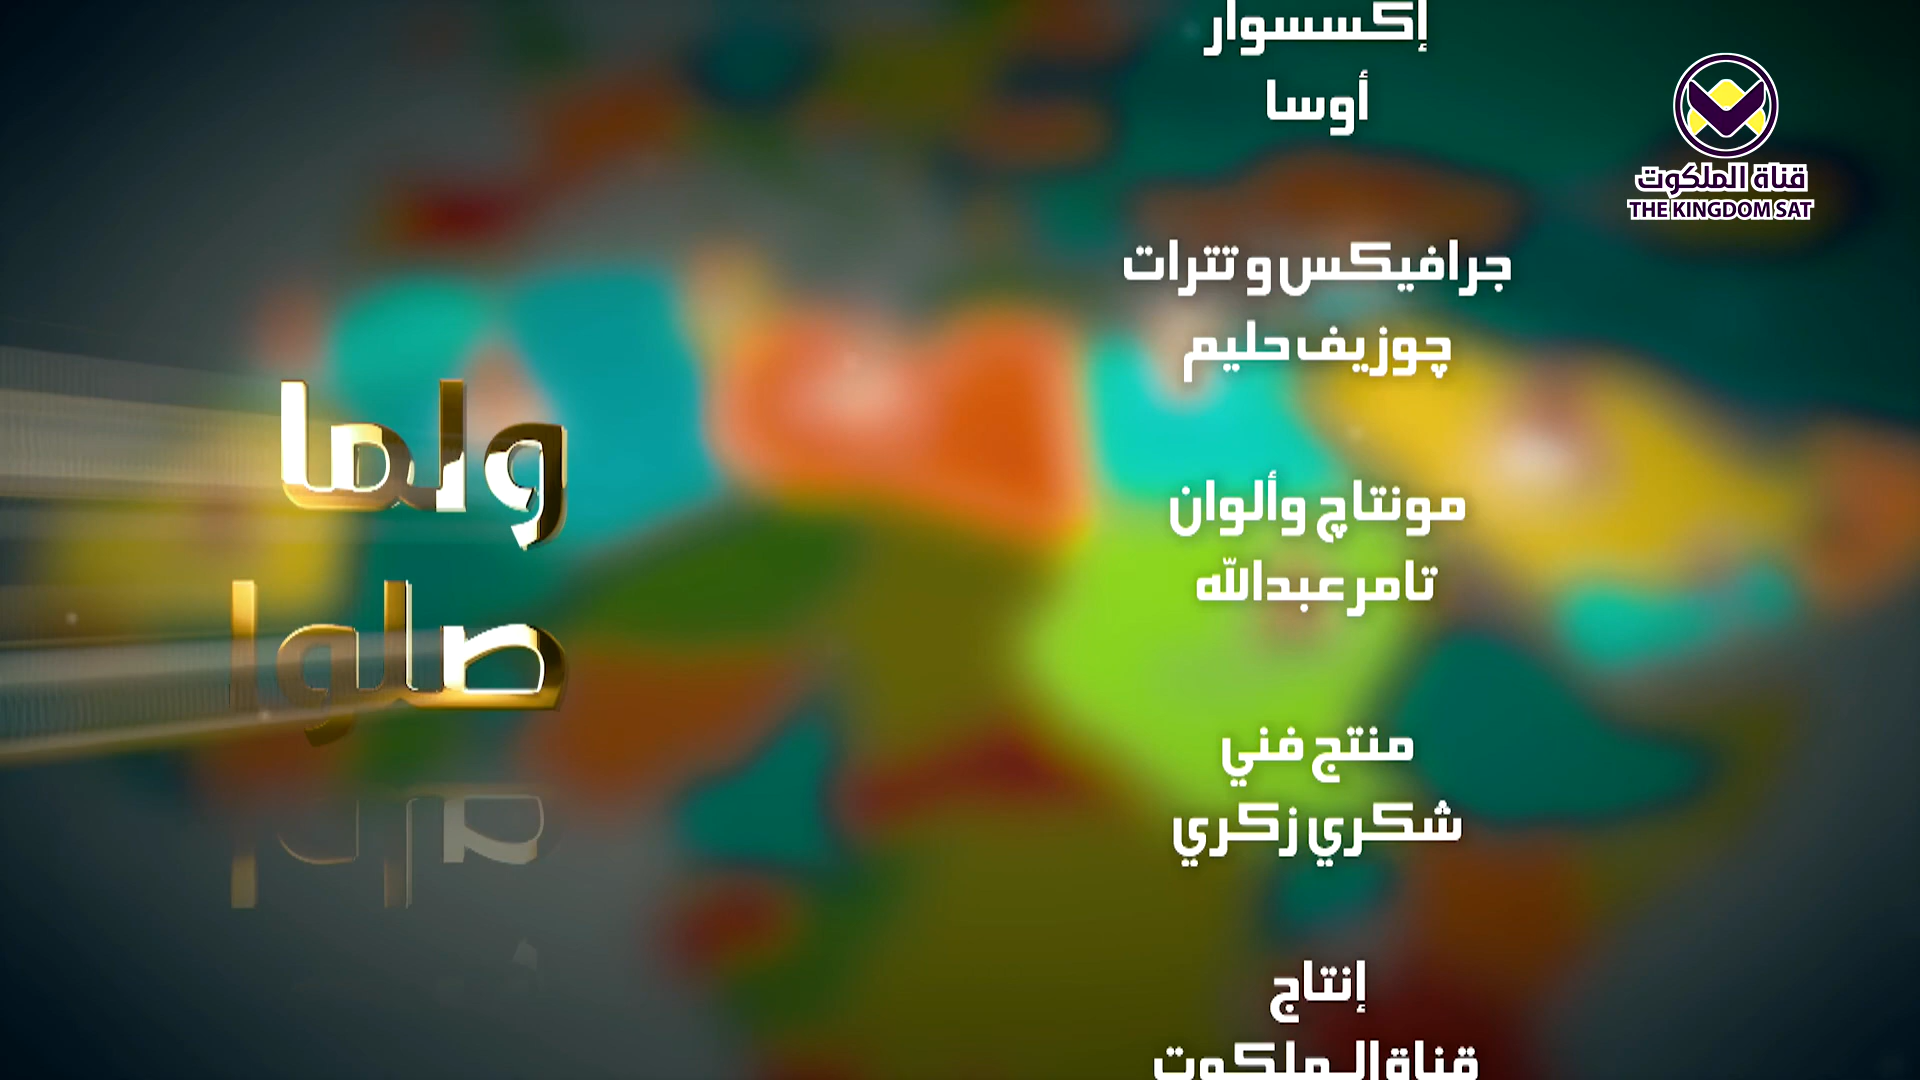 إكسسوار
أوسا
قناة الملكوت
THE KINGDOM SAT
جرافيكس و تترات
چوزيف حليم
ولما
صلوا
مونتاچ وألوان
تامر عبدالله
منتج فني
شكري زكري
إنتاج
قناة الملكوت